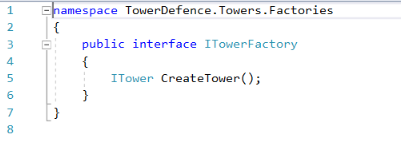 1 namespace TowerDefence.Towers.Factories
2 {
3 public interface ITowerFactory
4 {
5 ITower CreateTower();
6 }
7 }
8